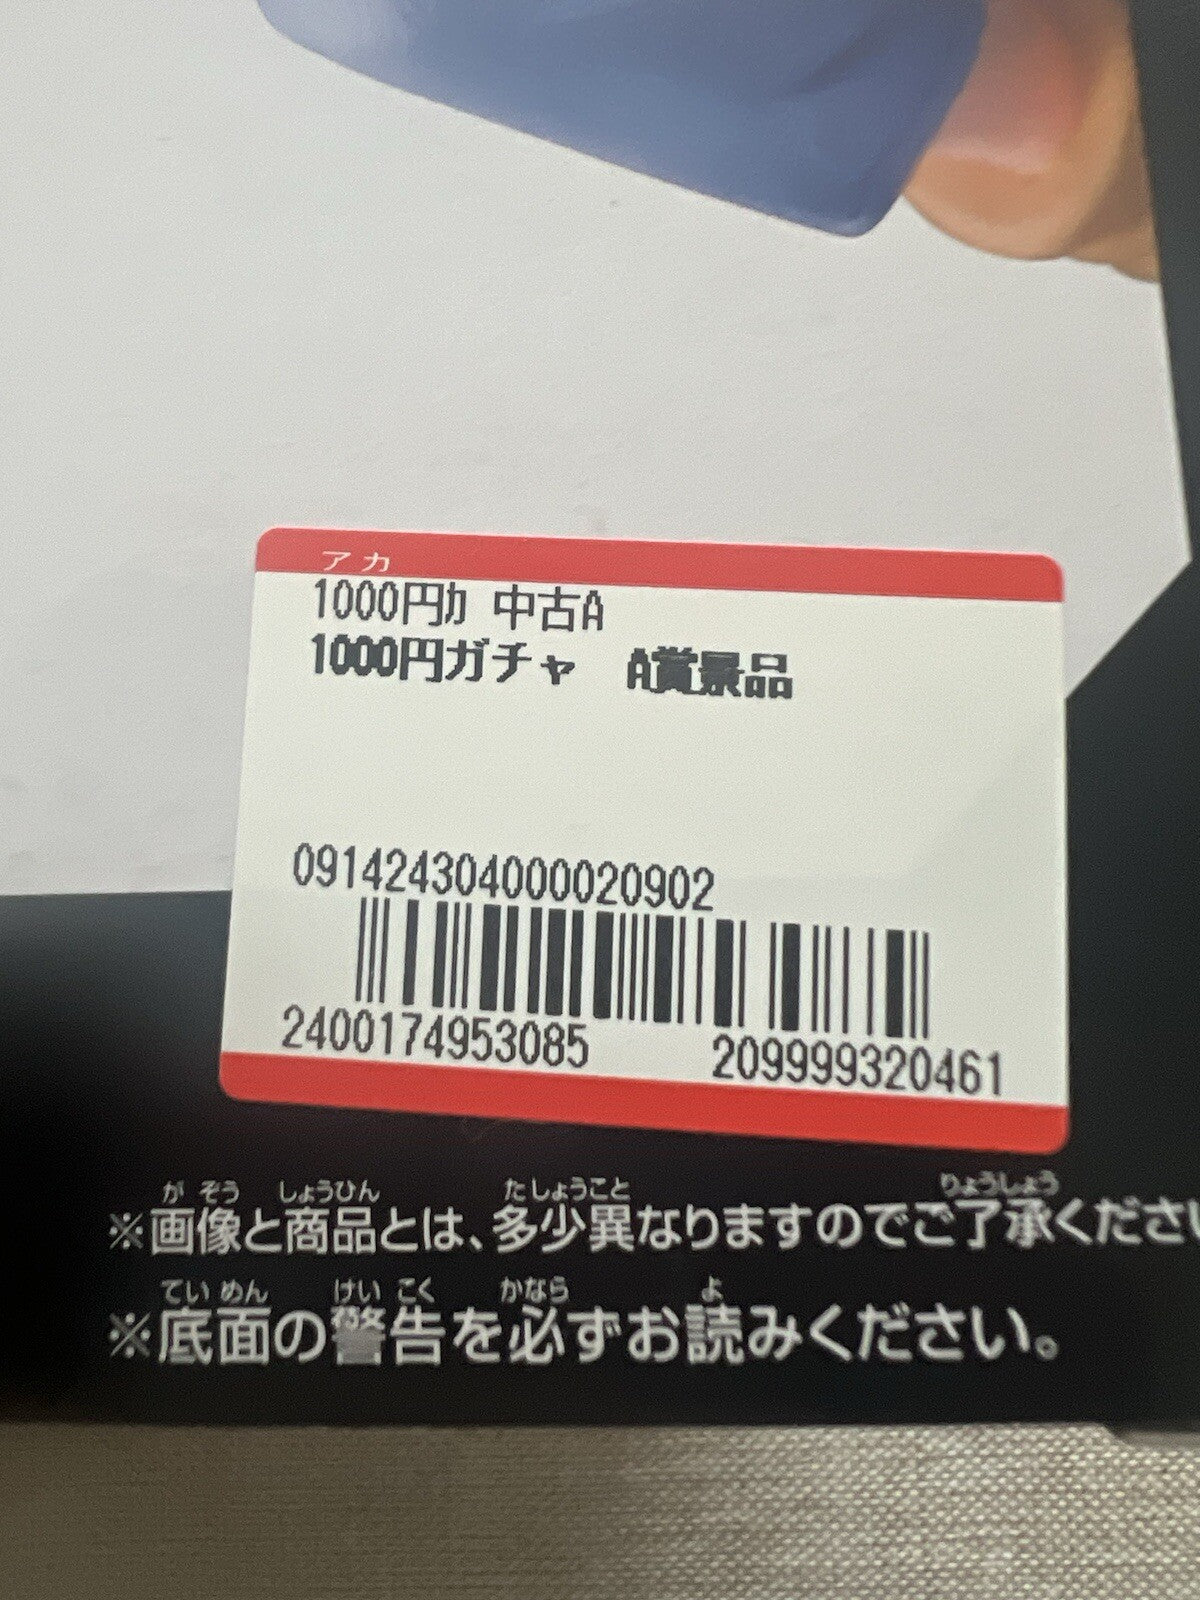 アカ
1000円ｶ 中古A
1000円ガチャ　A賞景品
091424304000020902
2400174953085 209999320461
がぞう しょうひん たしょうこと りょうしょう
※画像と商品とは、多少異なりますのでご了承くださ
ていめん けいこく かなら よ
※底面の警告を必ずお読みください。